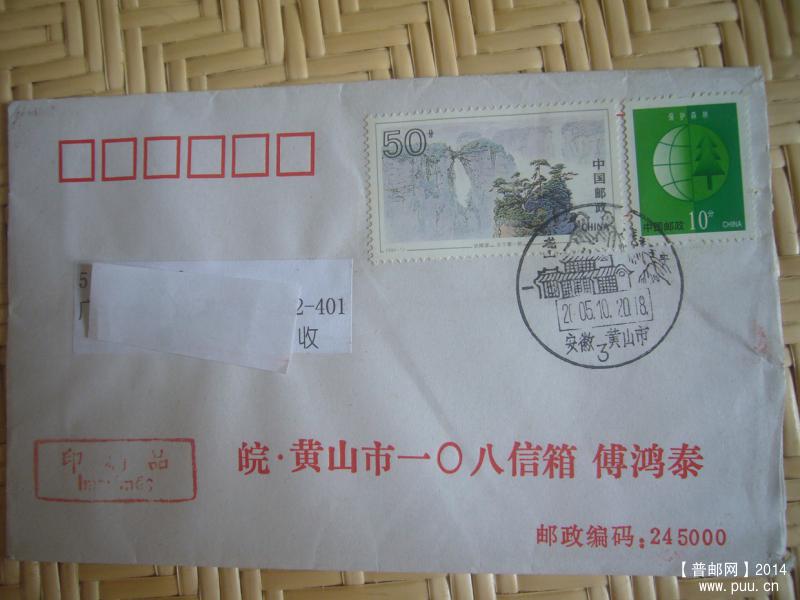 50分
中国邮政
CHINA
保护森林
中国邮政
10分
CHINA
2005.10.20.18
安徽
黄山市
3
5
2-401
收
印 品
皖·黄山市一〇八信箱 傅鸿泰
邮政编码:245000
【普邮网】2014
www.puu.cn